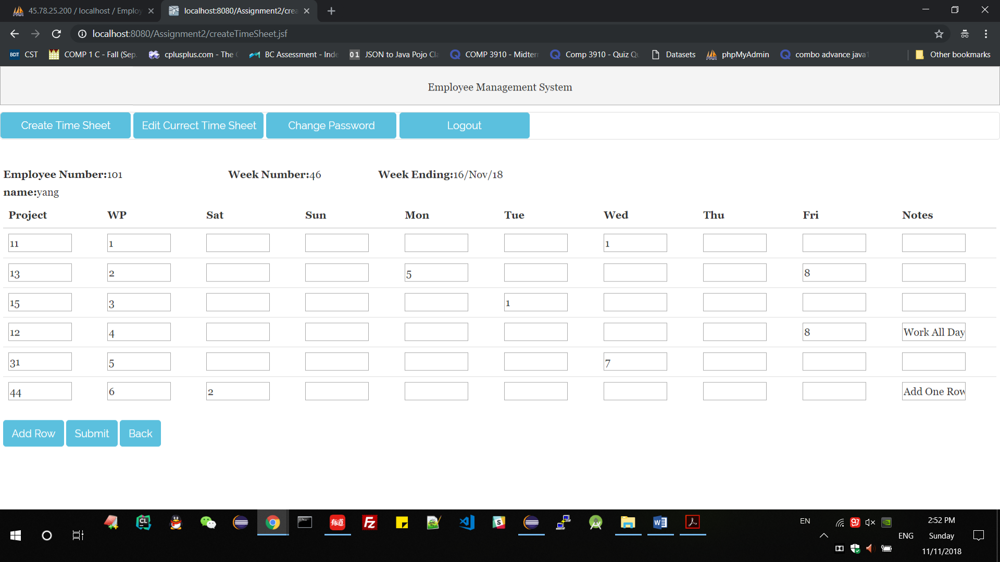 45.78.25.200 / localhost / Employ
localhost:8080/Assignment2/crea
localhost:8080/Assignment2/createTimeSheet.jsf
BCIT CST COMP 1 C - Fall (Sep. cplusplus.com - The C BC Assessment - Inde 01 JSON to Java Pojo Cla COMP 3910 - Midterm Comp 3910 - Quiz Qu Datasets phpMyAdmin combo advance java1 Other bookmarks
Employee Management System
Create Time Sheet Edit Currect Time Sheet Change Password Logout
Employee Number:101 Week Number:46 Week Ending:16/Nov/18
name:yang
Project WP Sat Sun Mon Tue Wed Thu Fri Notes
11 1 1
13 2 5 8
15 3 1
12 4 8 Work All Day
31 5 7
44 6 2 Add One Row
Add Row Submit Back
EN
2:52 PM
ENG Sunday
11/11/2018